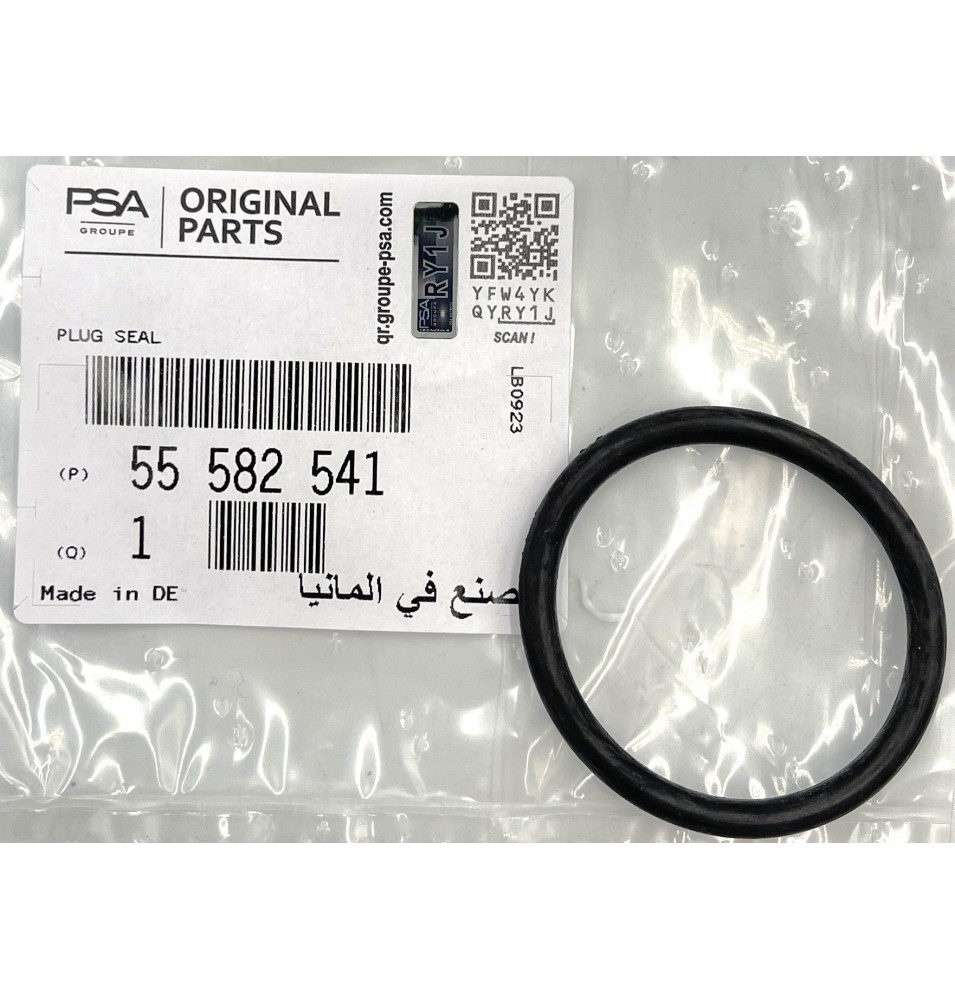 PSA
GROUPE
ORIGINAL
PARTS
qr.groupe-psa.com
PSA
GROUPE
RY1J
YFW4YK
QYRY1J
SCAN!
PLUG SEAL
LB0923
(P) 55 582 541
(Q) 1
Made in DE
صنع في المانيا